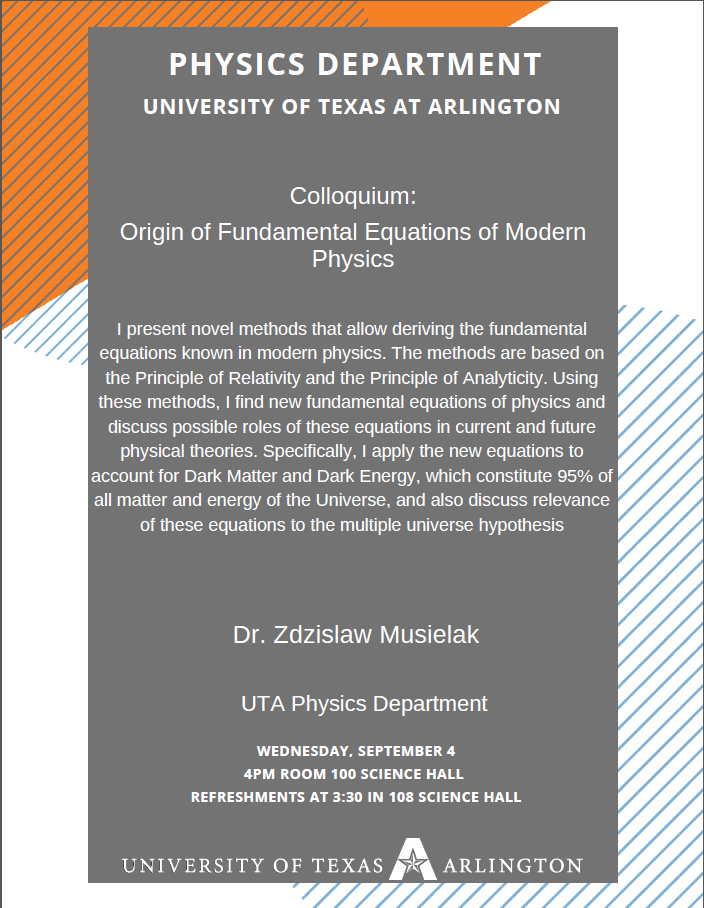 PHYSICS DEPARTMENT
UNIVERSITY OF TEXAS AT ARLINGTON
Colloquium:
Origin of Fundamental Equations of Modern
Physics
I present novel methods that allow deriving the fundamental
equations known in modern physics. The methods are based on
the Principle of Relativity and the Principle of Analyticity. Using
these methods, I find new fundamental equations of physics and
discuss possible roles of these equations in current and future
physical theories. Specifically, I apply the new equations to
account for Dark Matter and Dark Energy, which constitute 95% of
all matter and energy of the Universe, and also discuss relevance
of these equations to the multiple universe hypothesis
Dr. Zdzislaw Musielak
UTA Physics Department
WEDNESDAY, SEPTEMBER 4
4PM ROOM 100 SCIENCE HALL
REFRESHMENTS AT 3:30 IN 108 SCIENCE HALL
UNIVERSITY OF TEXAS A ARLINGTON